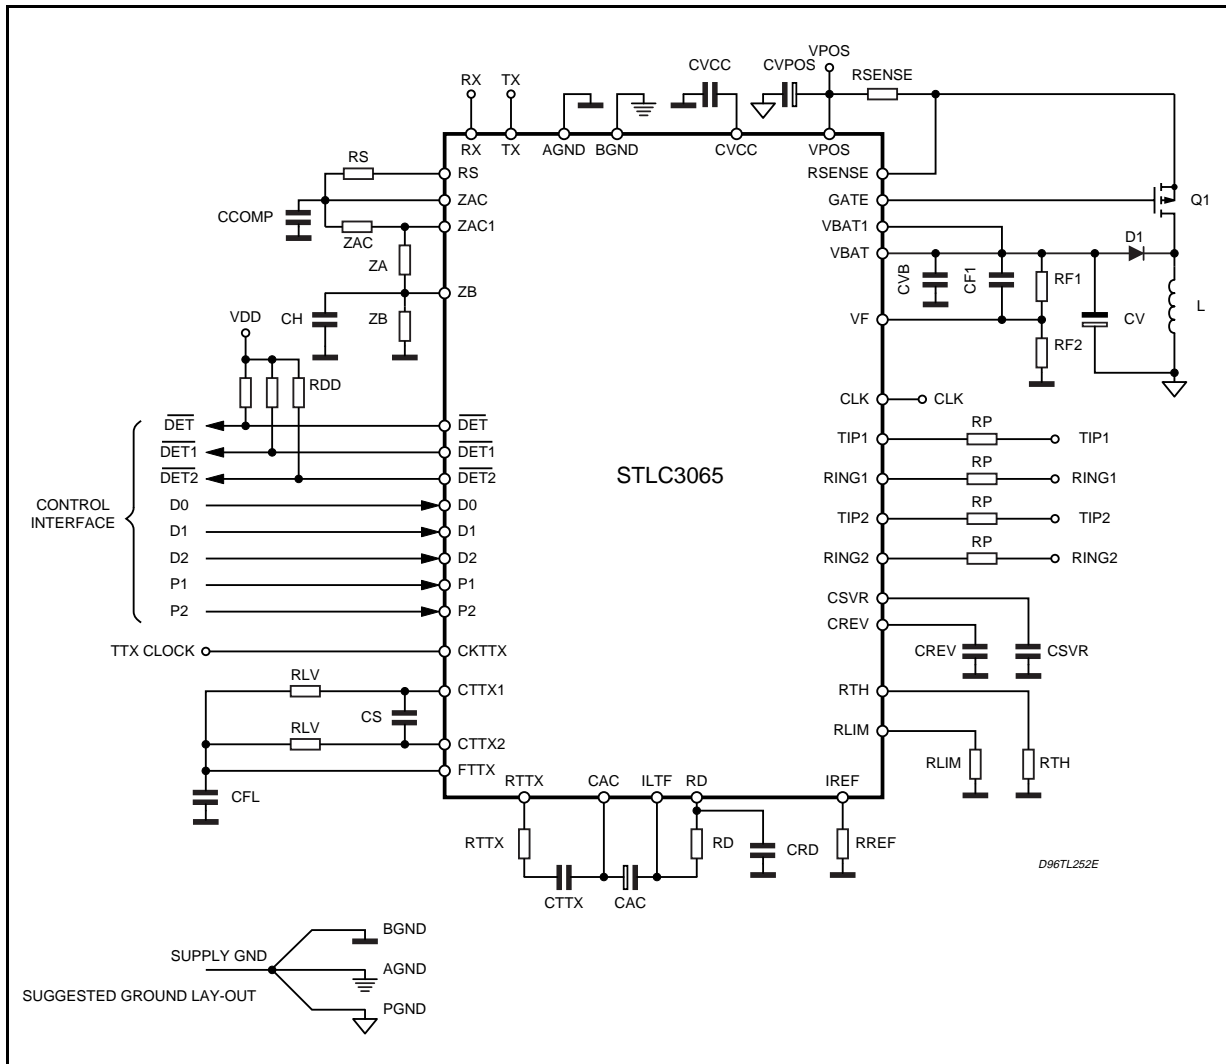 VPOS
RX TX CVCC CVPOS RSENSE
RX TX AGND BGND CVCC VPOS
RS RS RSENSE
CCOMP ZAC GATE Q1
ZAC ZAC1 VBAT1 D1
ZA VBAT CVB CF1 RF1
CH ZB ZB VF CV L
VDD RF2
RDD CLK CLK
DET DET TIP1 RP TIP1
DET1 DET1
DET2 DET2 RING1 RP RING1
STLC3065
CONTROL
INTERFACE
D0 D0 TIP2 RP TIP2
D1 D1
D2 D2 RING2 RP RING2
P1 P1 CSVR
P2 P2 CREV
TTX CLOCK CKTTX CREV CSVR
RLV CTTX1 RTH
CS
RLV CTTX2 RLIM
FTTX RLIM RTH
CFL RTTX CAC ILTF RD IREF
RTTX RD CRD RREF
D96TL252E
CTTX CAC
BGND
SUPPLY GND
AGND
SUGGESTED GROUND LAY-OUT
PGND